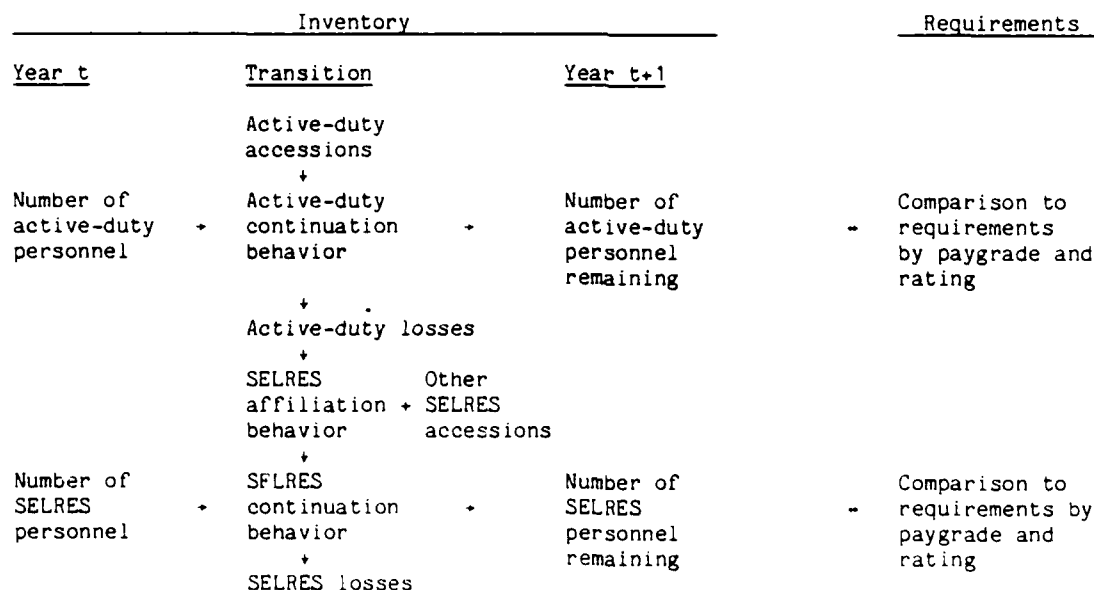 Inventory Requirements
Year t Transition Year t+1
Active-duty
accessions
Number of Active-duty Number of Comparison to
active-duty continuation active-duty requirements
personnel behavior personnel by paygrade and
remaining rating
Active-duty losses
SELRES Other
affiliation SELRES
behavior accessions
Number of SFLRES Number of Comparison to
SELRES continuation SELRES requirements by
personnel behavior personnel paygrade and
remaining rating
SELRES losses